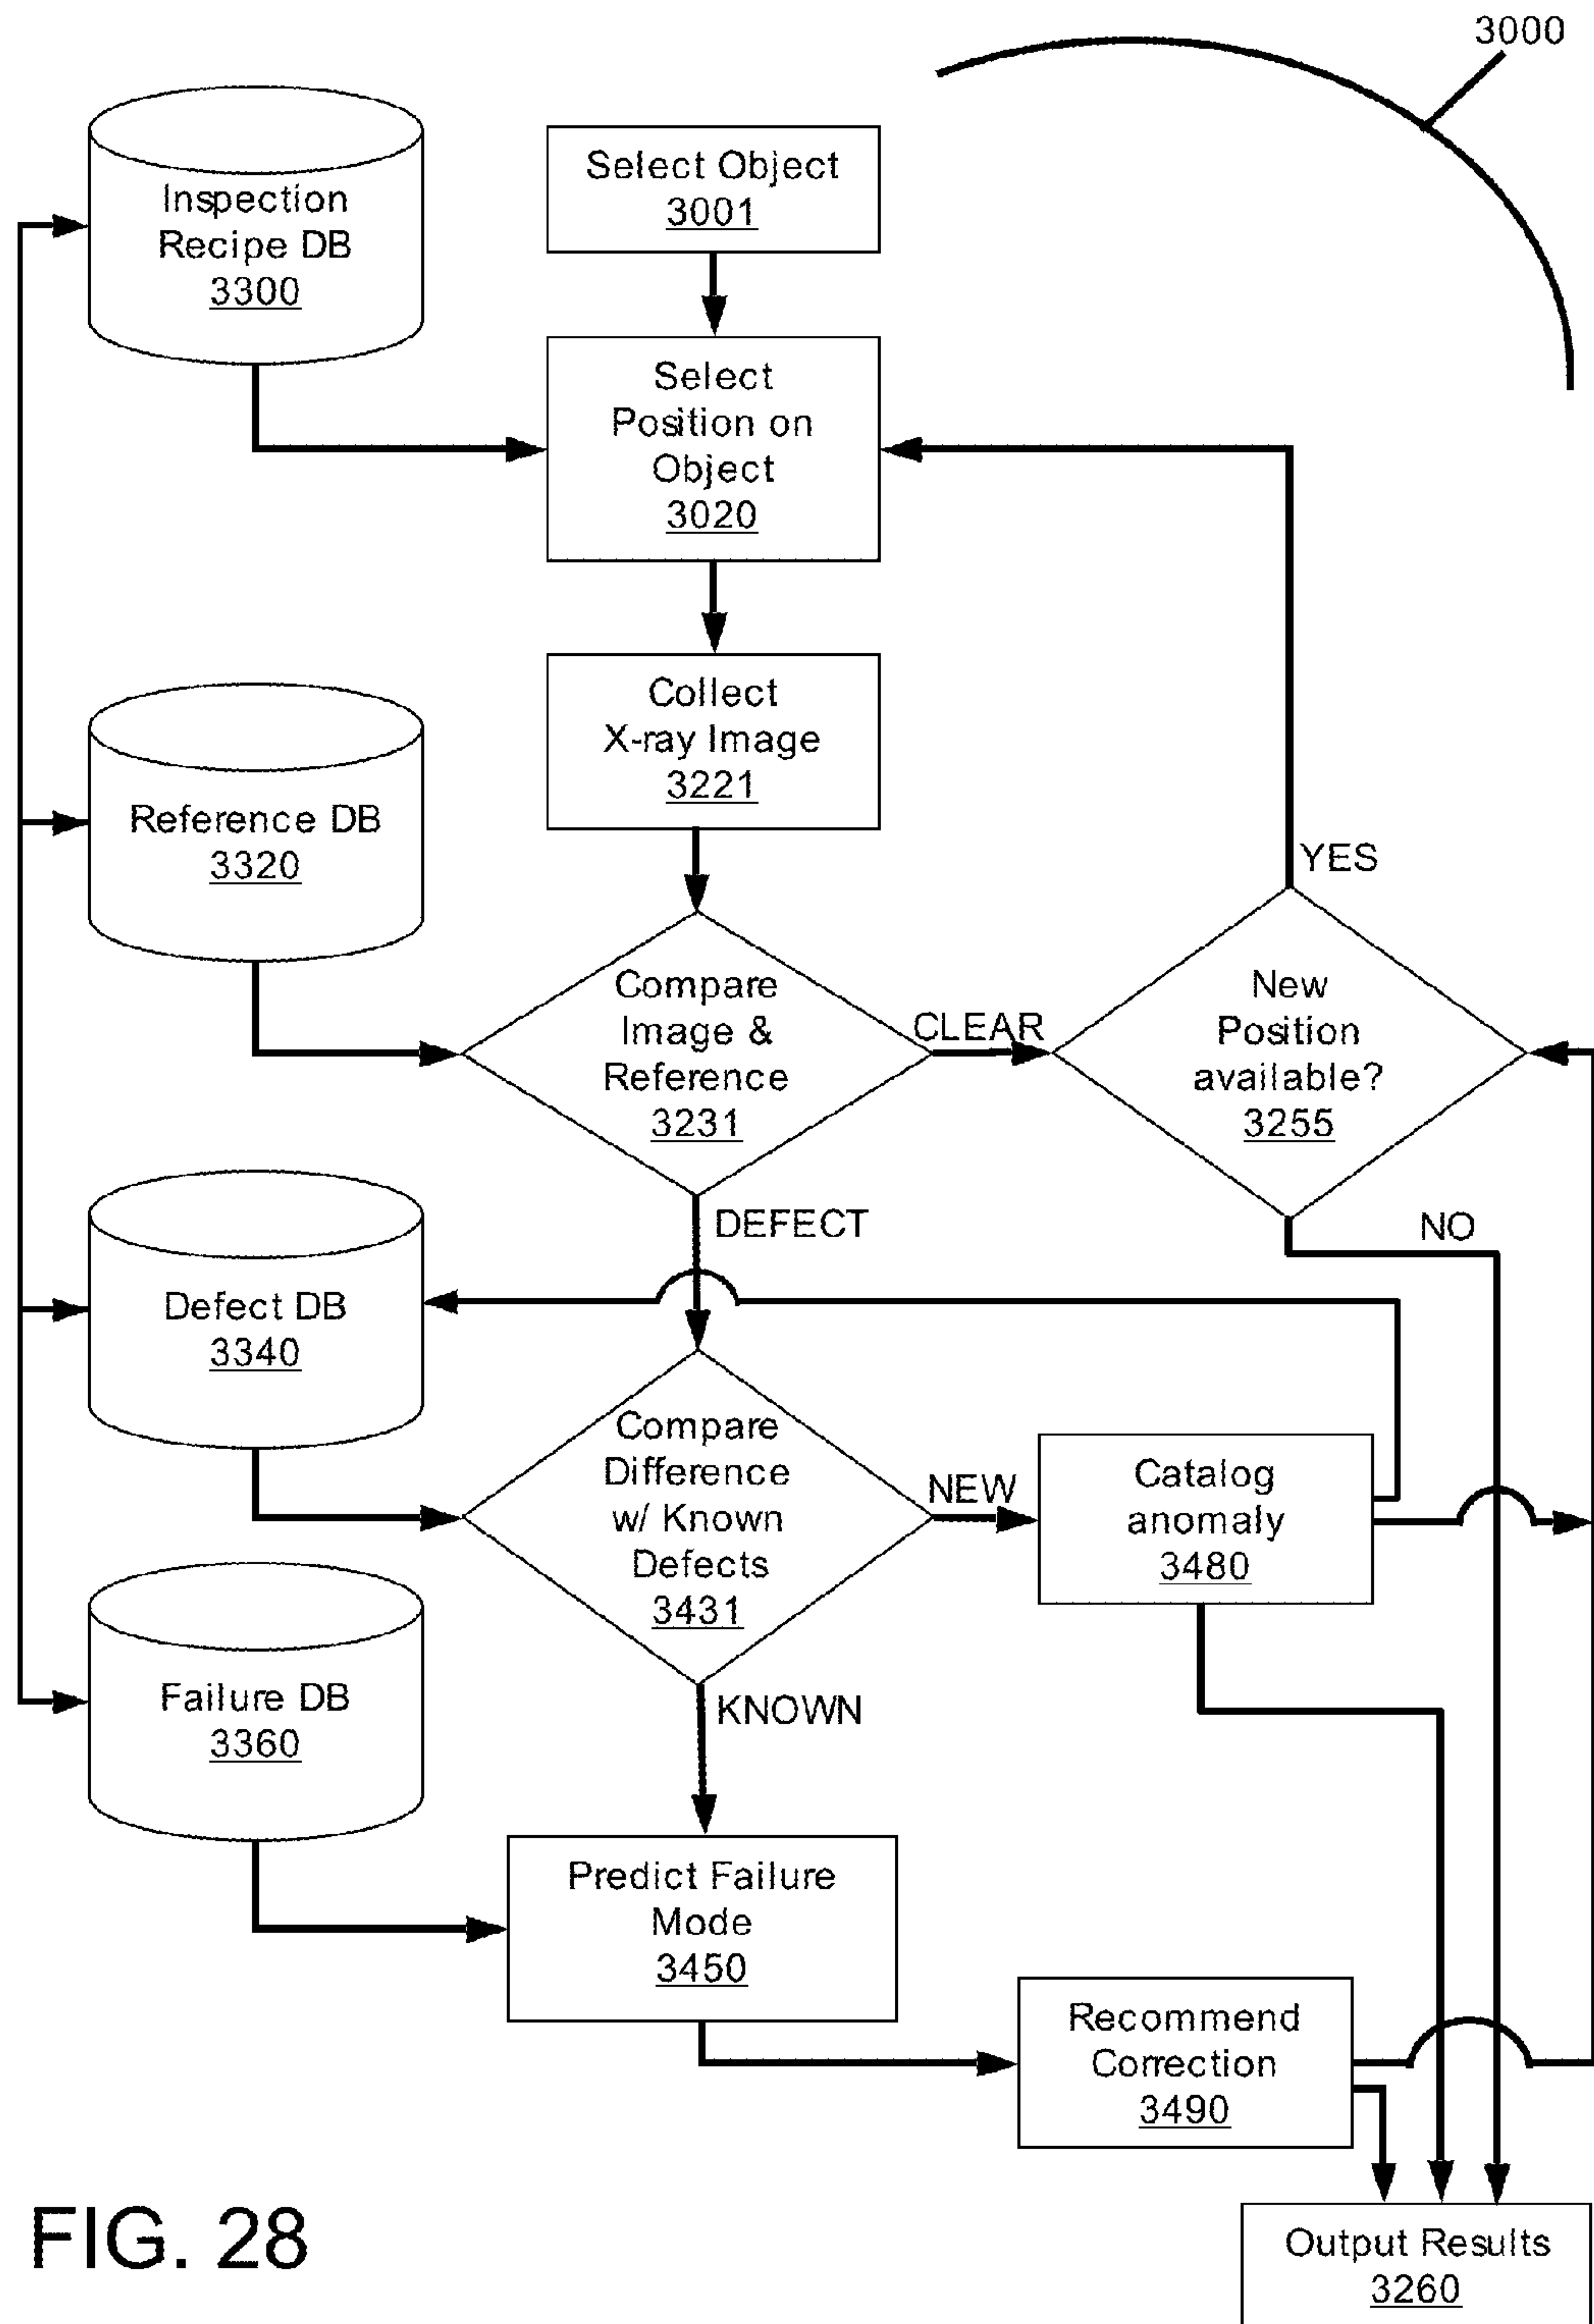 3000
Inspection
Recipe DB
3300
Select Object
3001
Select
Position on
Object
3020
Collect
X-ray Image
3221
Reference DB
3320
YES
Compare
Image &
Reference
3231
CLEAR
New
Position
available?
3255
DEFECT
NO
Defect DB
3340
Compare
Difference
w/ Known
Defects
3431
NEW
Catalog
anomaly
3480
Failure DB
3360
KNOWN
Predict Failure
Mode
3450
Recommend
Correction
3490
Output Results
3260
FIG. 28